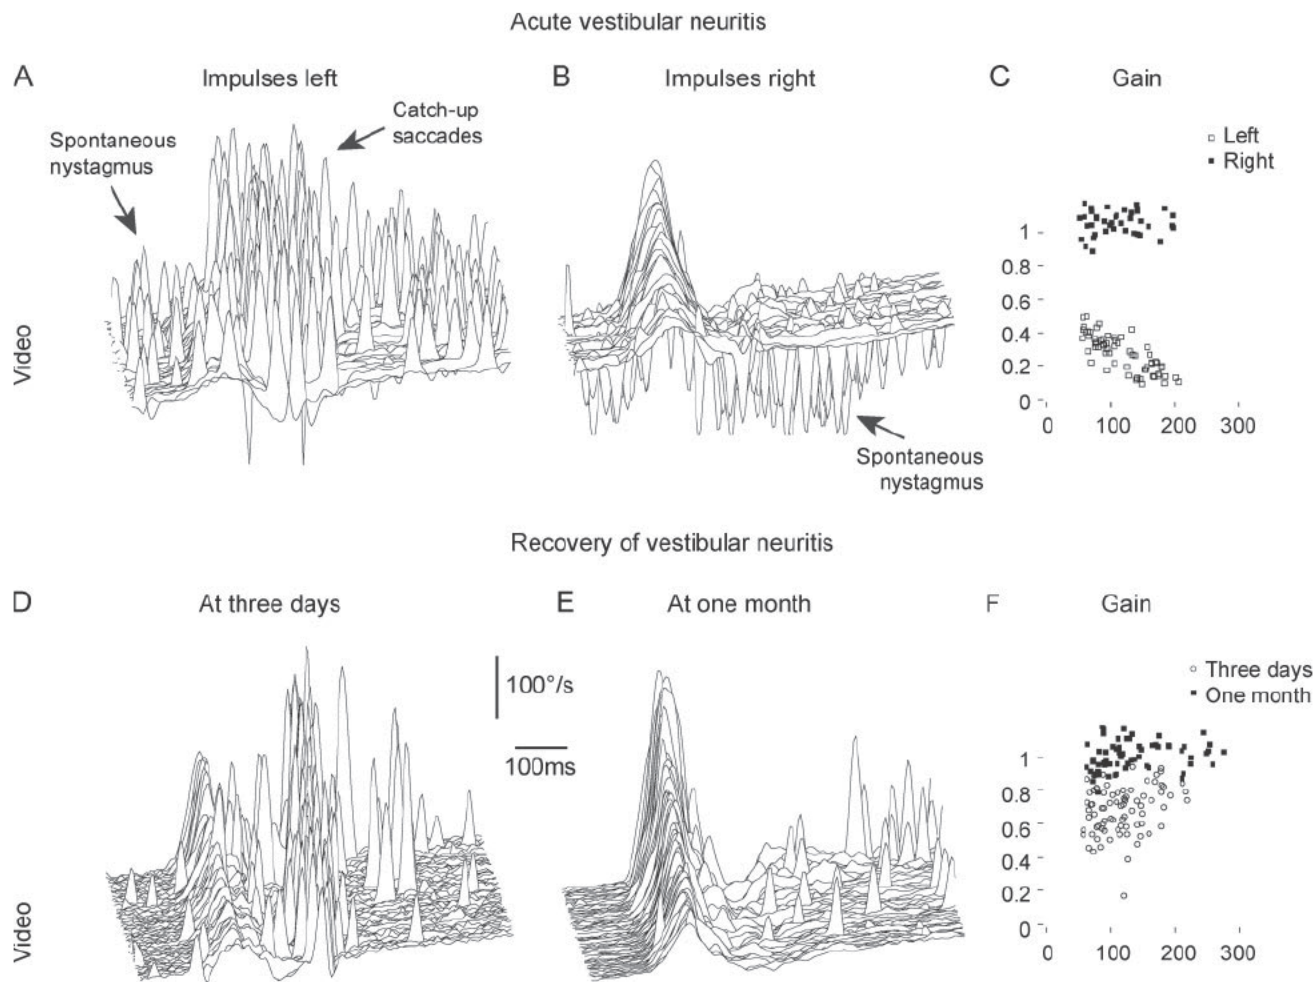 Acute vestibular neuritis
A
Impulses left
B
Impulses right
C
Gain
Spontaneous
nystagmus
Catch-up
saccades
Left
Right
1
0.8
0.6
0.4
0.2
0
0 100 200 300
Video
Spontaneous
nystagmus
Recovery of vestibular neuritis
D
At three days
E
At one month
F
Gain
100°/s
100ms
Three days
One month
1
0.8
0.6
0.4
0.2
0
0 100 200 300
Video